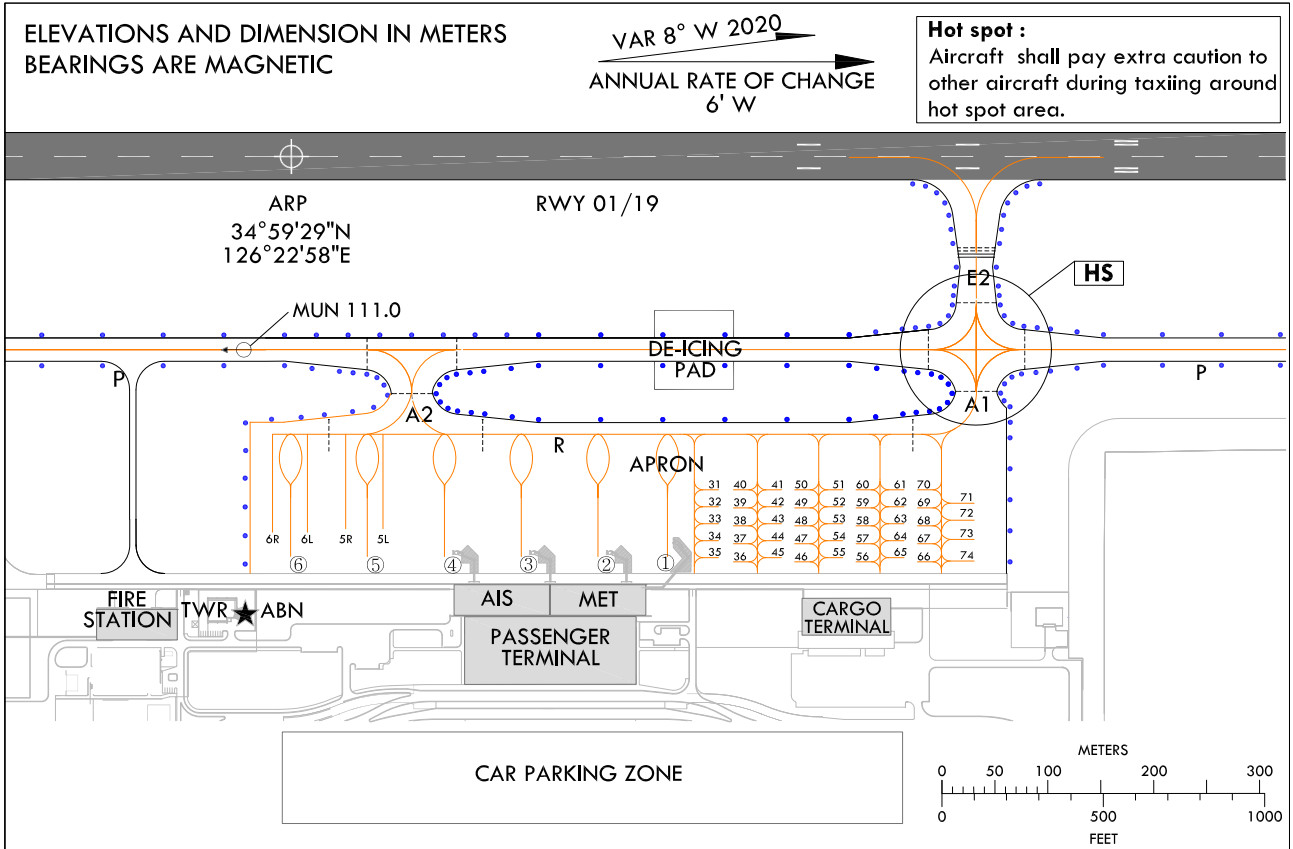 ELEVATIONS AND DIMENSION IN METERS
BEARINGS ARE MAGNETIC
VAR 8° W 2020
ANNUAL RATE OF CHANGE
6' W
Hot spot :
Aircraft shall pay extra caution to
other aircraft during taxiing around
hot spot area.
ARP
34°59'29"N
126°22'58"E
RWY 01/19
MUN 111.0
E2
HS
DE-ICING
PAD
P
P
A2
A1
R
APRON
31 40 41 50 51 60 61 70
71
32 39 42 49 52 59 62 69
72
33 38 43 48 53 58 63 68
73
34 37 44 47 54 57 64 67
74
35 36 45 46 55 56 65 66
6R 6L 5R 5L
⑥ ⑤ ④ ③ ② ①
FIRE
STATION
TWR ★ ABN
AIS
MET
PASSENGER
TERMINAL
CARGO
TERMINAL
CAR PARKING ZONE
METERS
0 50 100 200 300
0 500 1000
FEET